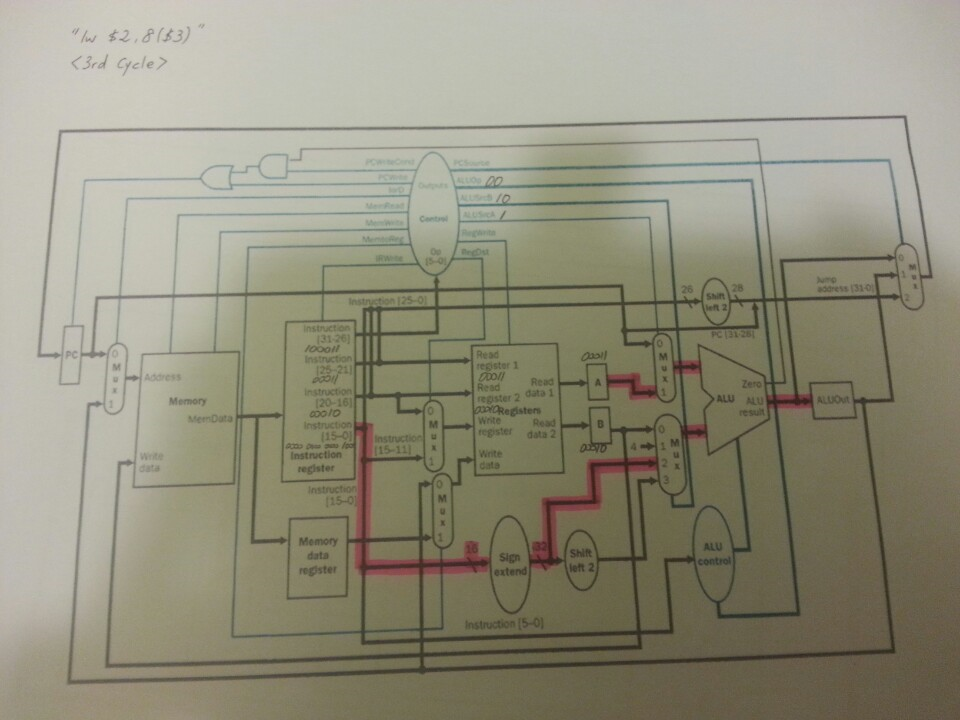 "lw $2, 8($3)"
<3rd Cycle>
PCWriteCond
PCSource
PCWrite
Outputs
ALUOp 00
IorD
ALUSrcB 10
MemRead
ALUSrcA 1
MemWrite
Control
RegWrite
MemtoReg
RegDst
Op
[5–0]
IRWrite
Instruction [25–0]
26
Shift
left 2
28
Jump
address [31-0]
0
1
2
M
u
x
PC [31-28]
PC
0
M
u
x
1
Address
Memory
MemData
Write
data
Instruction
[31-26]
100011
Instruction
[25–21]
00011
Instruction
[20–16]
00010
Instruction
[15–0]
Instruction
register
Instruction
[15–11]
Instruction
[15–0]
Memory
data
register
0
M
u
x
1
0
M
u
x
1
Read
register 1
00011
Read
register 2
00010
Registers
Write
register
Write
data
Read
data 1
Read
data 2
00011
A
B
00010
0
M
u
x
1
4
0
1
2
3
M
u
x
ALU
Zero
ALU
result
ALUOut
16
Sign
extend
32
Shift
left 2
ALU
control
Instruction [5–0]